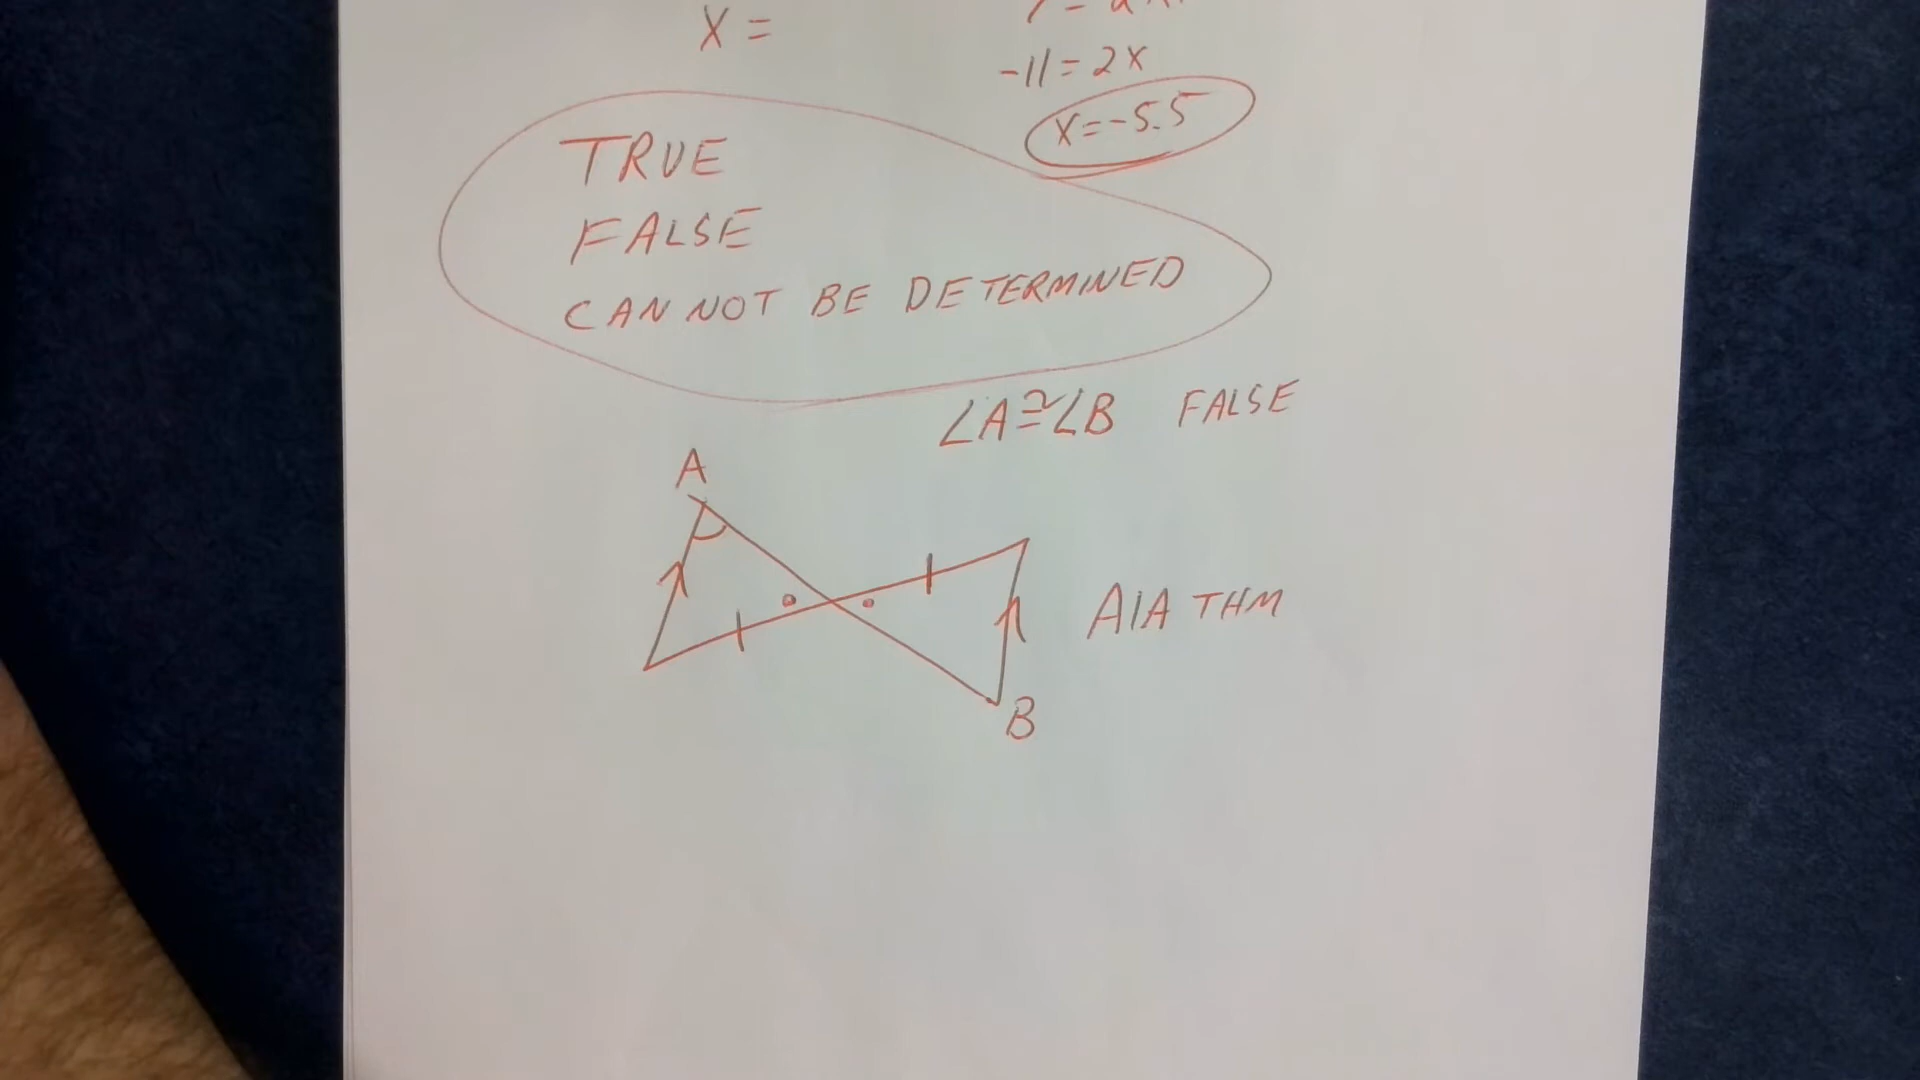 X =
-11 = 2X
X = -5.5
TRUE
FALSE
CAN NOT BE DETERMINED
∠A ≅ ∠B FALSE
A
AIA THM
B